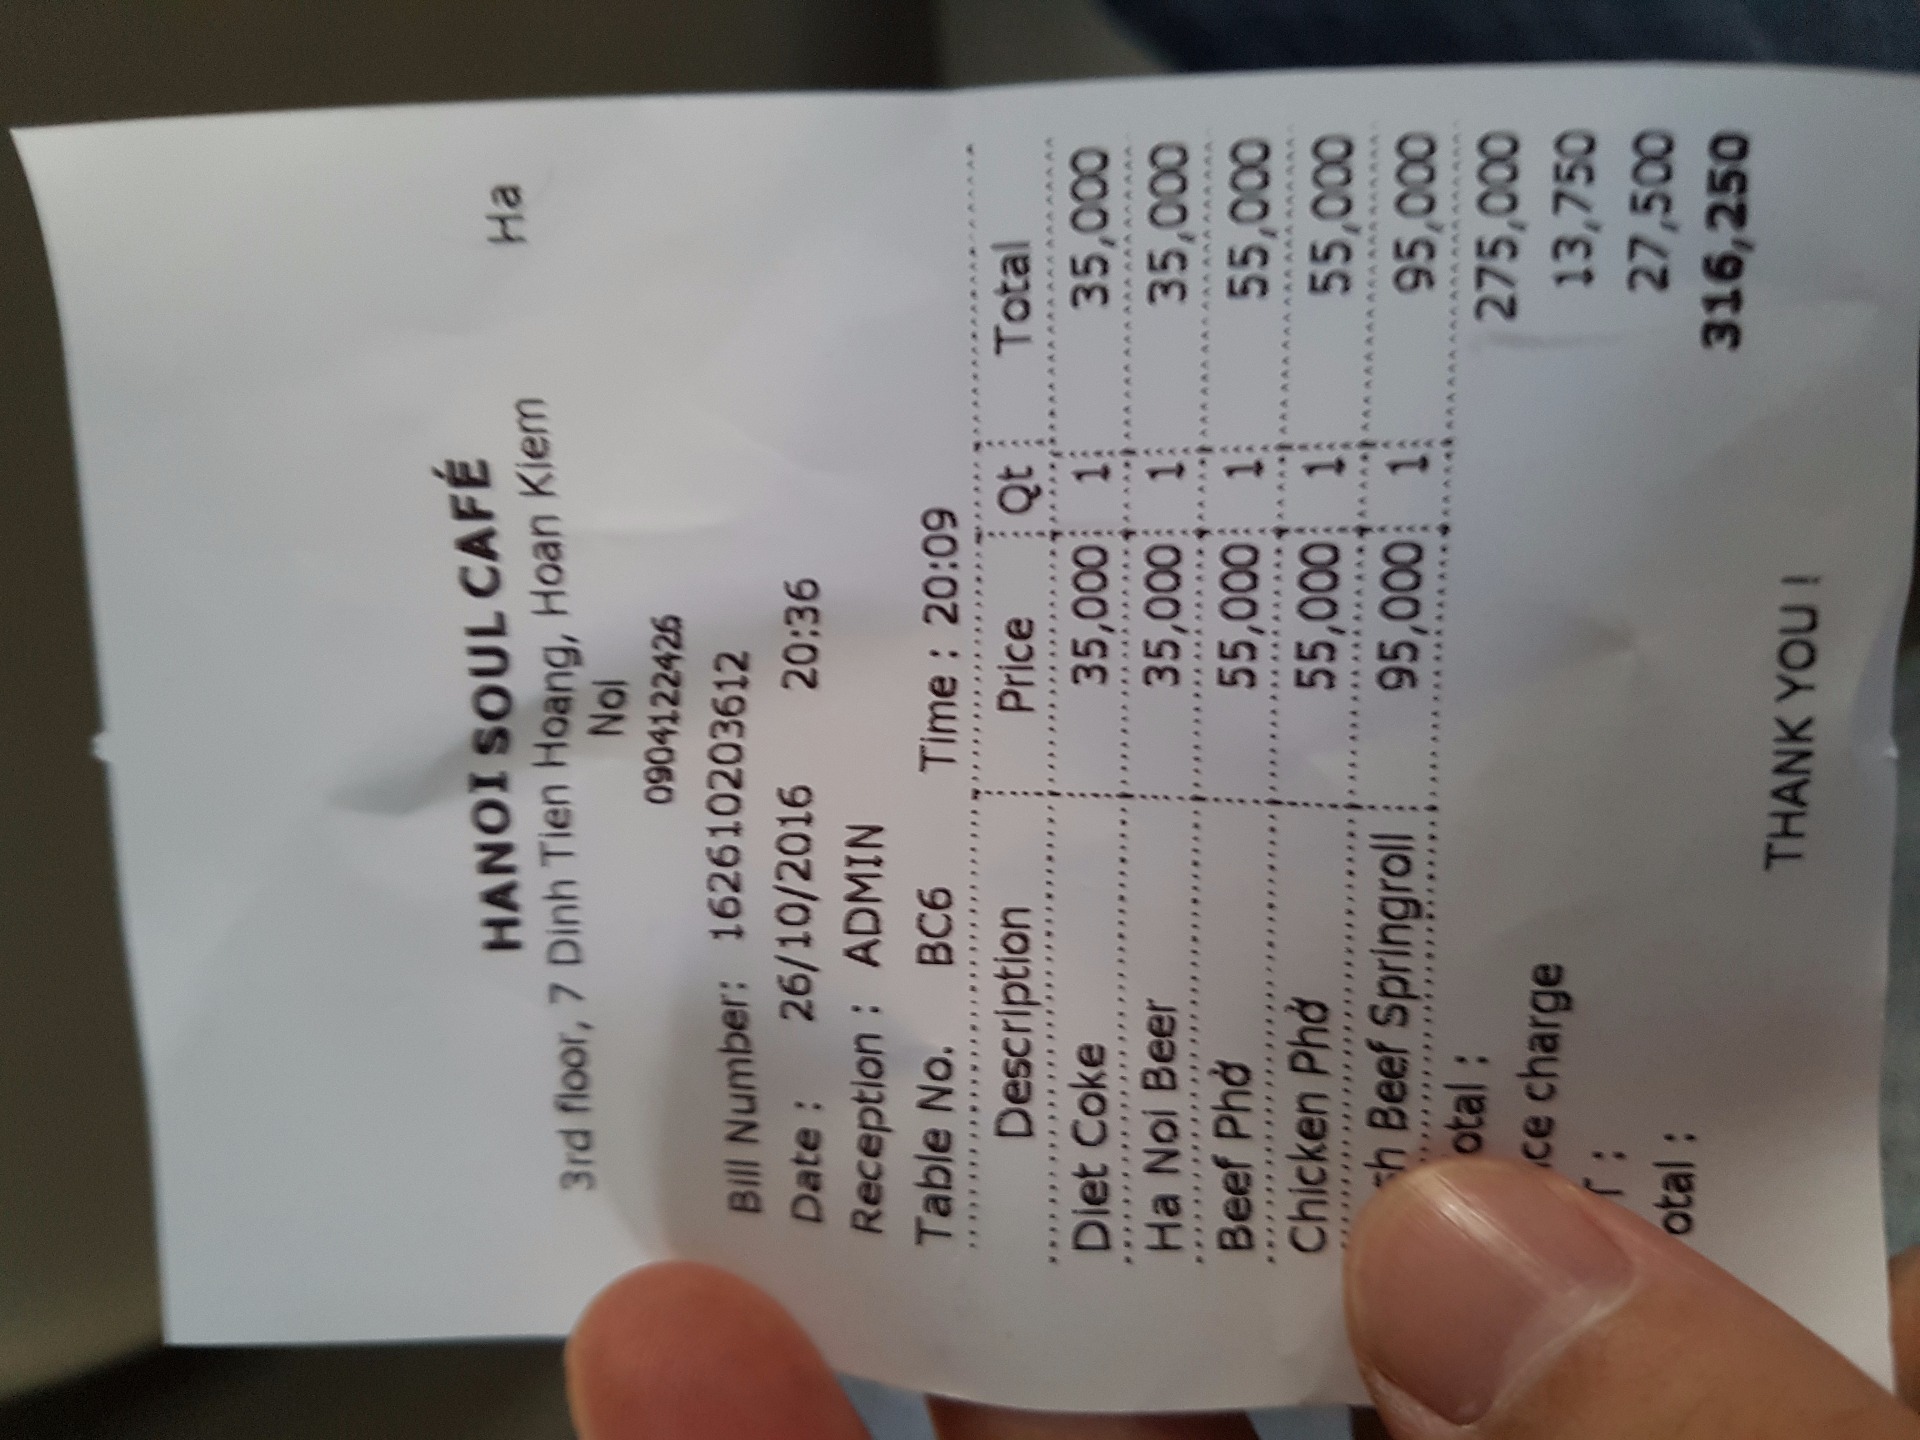 HANOI SOUL CAFÉ
3rd floor, 7 Dinh Tien Hoang, Hoan Kiem Ha
Noi
0904122426
Bill Number: 16261020​3612
Date : 26/10/2016 20:36
Reception : ADMIN
Table No. BC6 Time : 20:09
Description Price Qt Total
Diet Coke 35,000 1 35,000
Ha Noi Beer 35,000 1 35,000
Beef Phở 55,000 1 55,000
Chicken Phở 55,000 1 55,000
Beef Springroll 95,000 1 95,000
otal : 275,000
charge 13,750
27,500
otal : 316,250
THANK YOU !